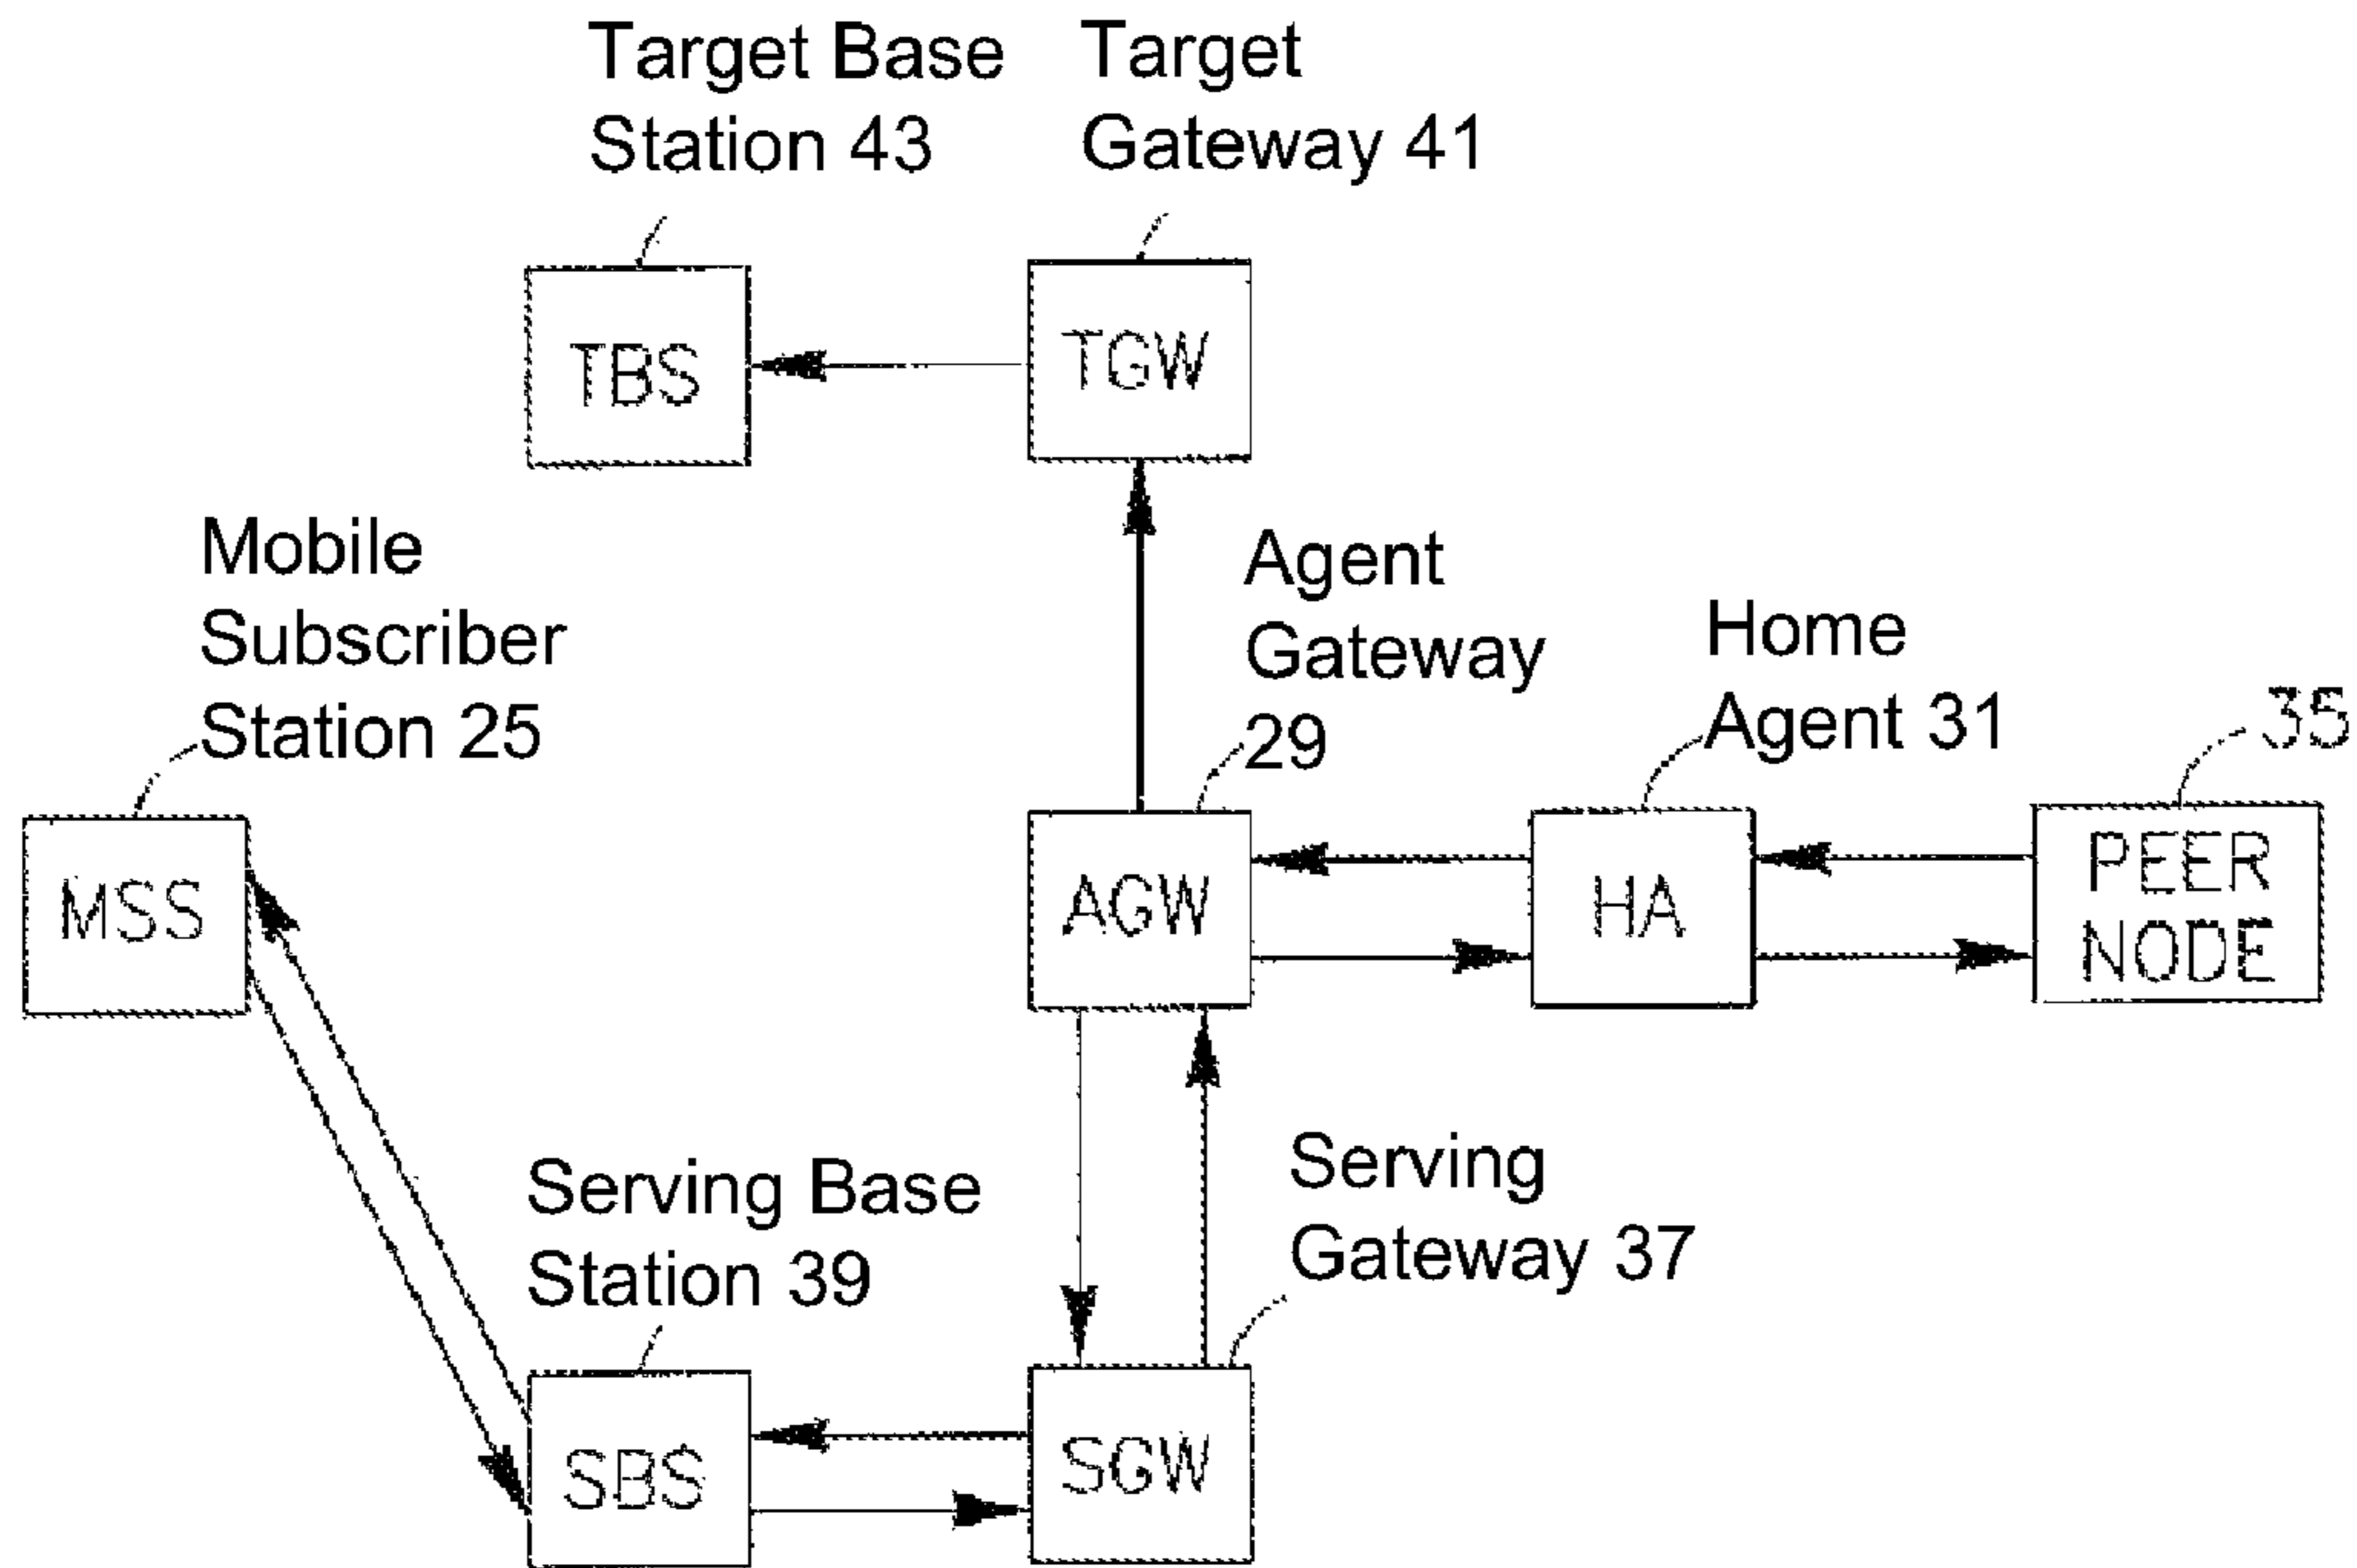 Target Base
Station 43
Target
Gateway 41
TBS
TGW
Mobile
Subscriber
Station 25
Agent
Gateway
29
Home
Agent 31
35
MSS
AGW
HA
PEER
NODE
Serving Base
Station 39
Serving
Gateway 37
SBS
SGW